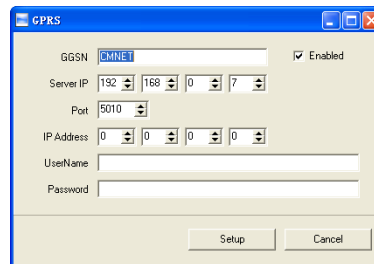 GPRS
GGSN CMNET Enabled
Server IP 192 168 0 7
Port 5010
IP Address 0 0 0 0
UserName
Password
Setup Cancel